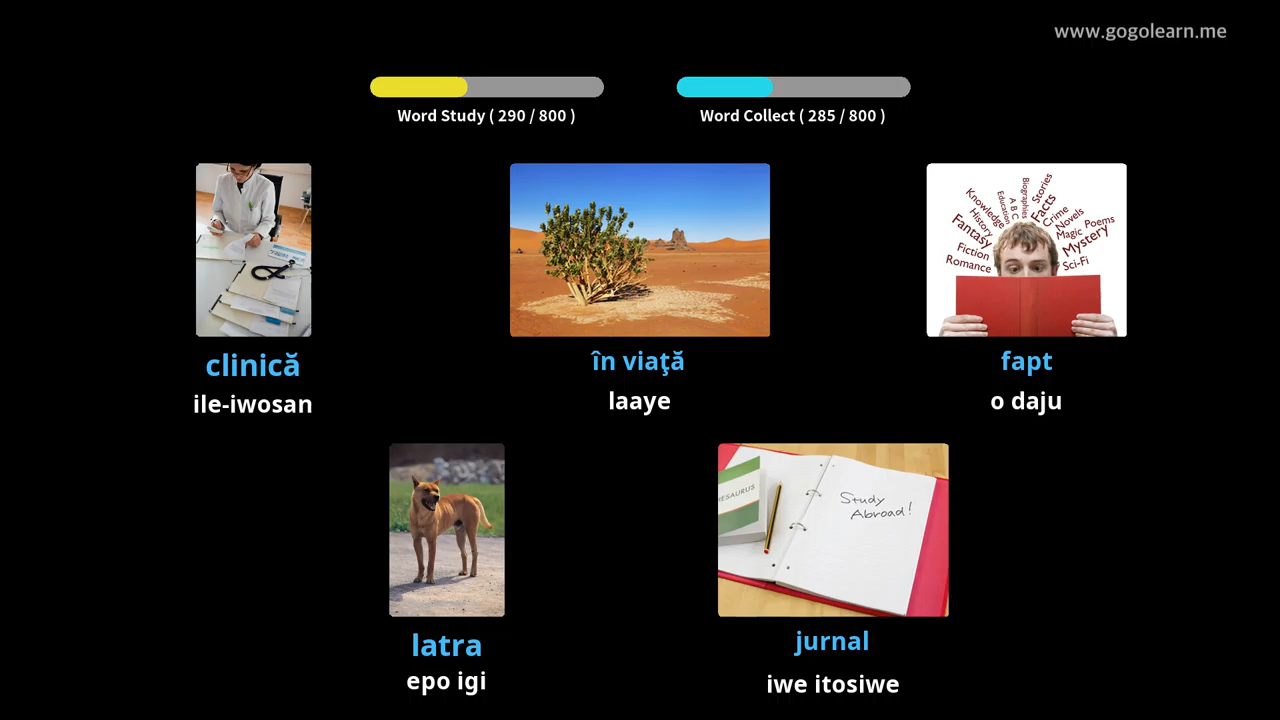 www.gogolearn.me
Word Study ( 290 / 800 )
Word Collect ( 285 / 800 )
Knowledge
History
Fantasy
Fiction
Romance
Education
A B C
Biographies
Stories
Facts
Crime
Novels
Magic
Poems
Mystery
Sci-Fi
clinică
ile-iwosan
în viaţă
laaye
fapt
o daju
ESAURUS
Study
Abroad!
latra
epo igi
jurnal
iwe itosiwe